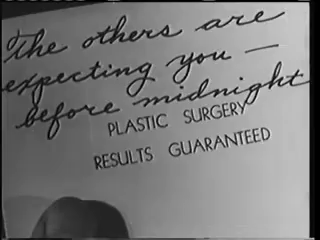 The others are
expecting you —
before midnight
PLASTIC SURGERY
RESULTS GUARANTEED